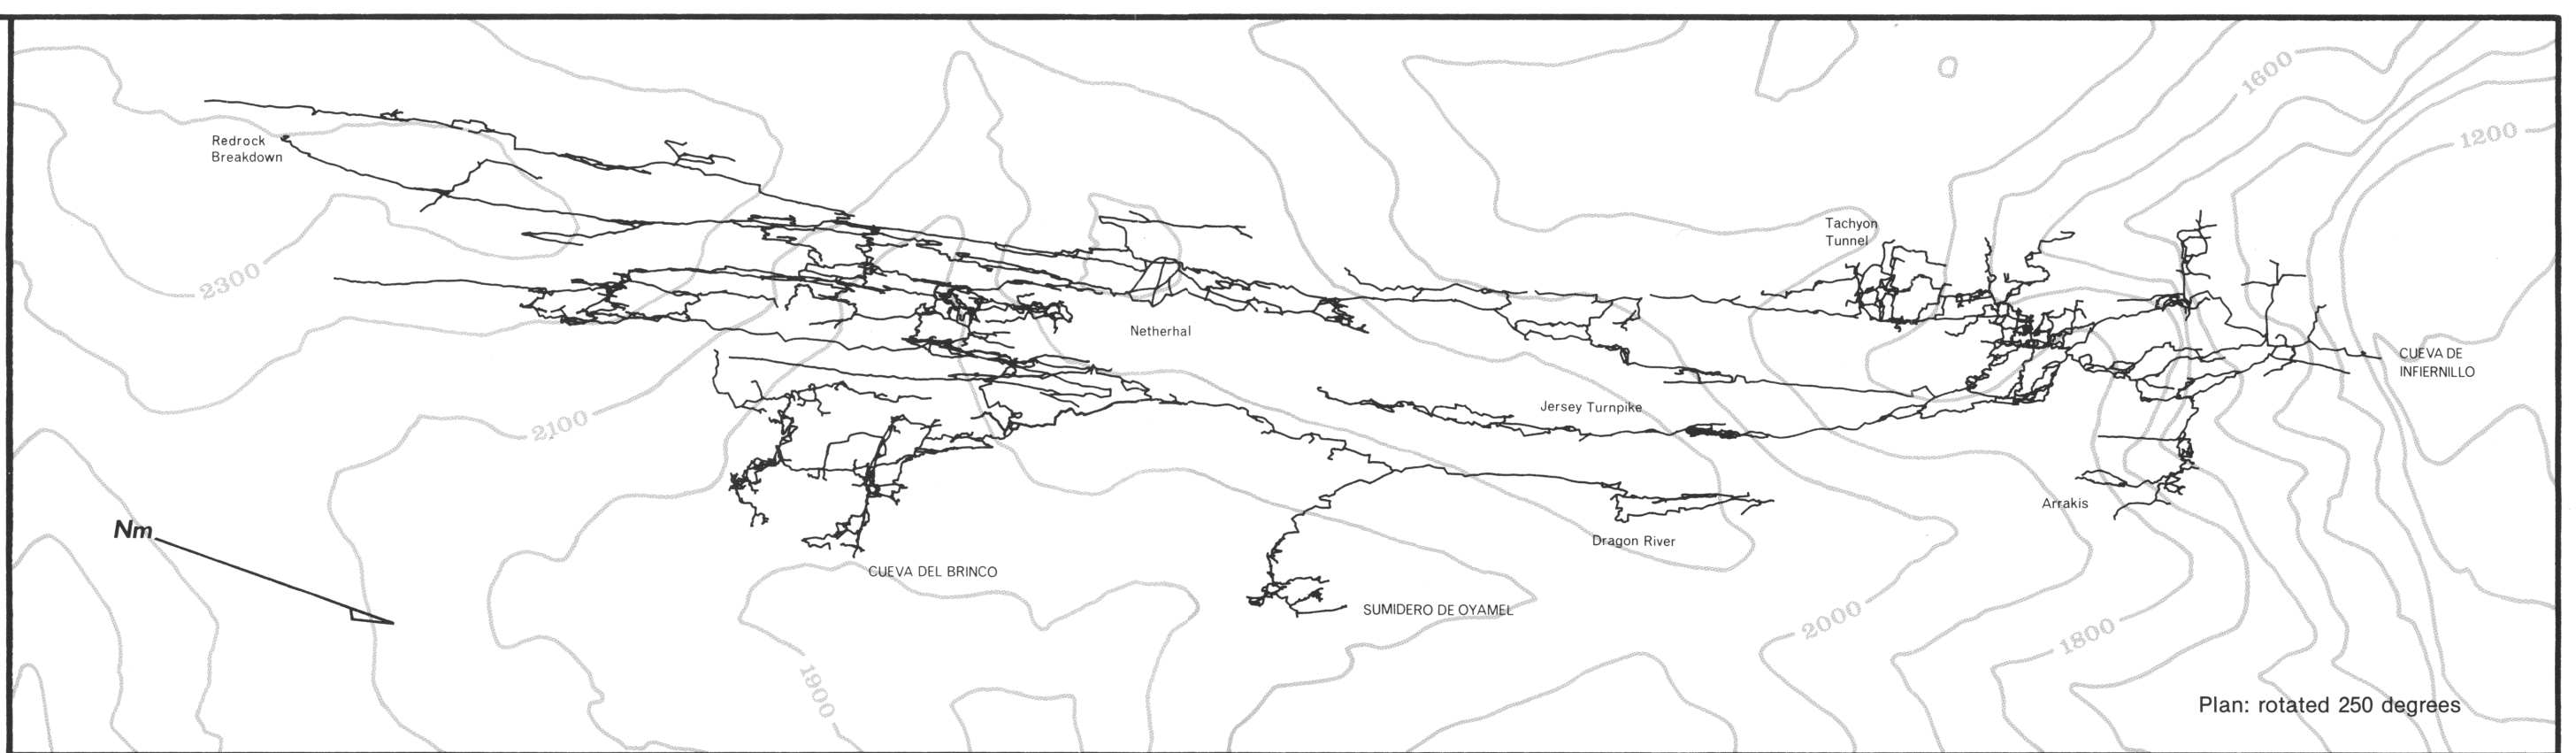 1600
1200
Redrock
Breakdown
Tachyon
Tunnel
2300
Netherhal
CUEVA DE
INFIERNILLO
Jersey Turnpike
2100
Arrakis
Nm
Dragon River
CUEVA DEL BRINCO
SUMIDERO DE OYAMEL
2000
1800
1900
Plan: rotated 250 degrees